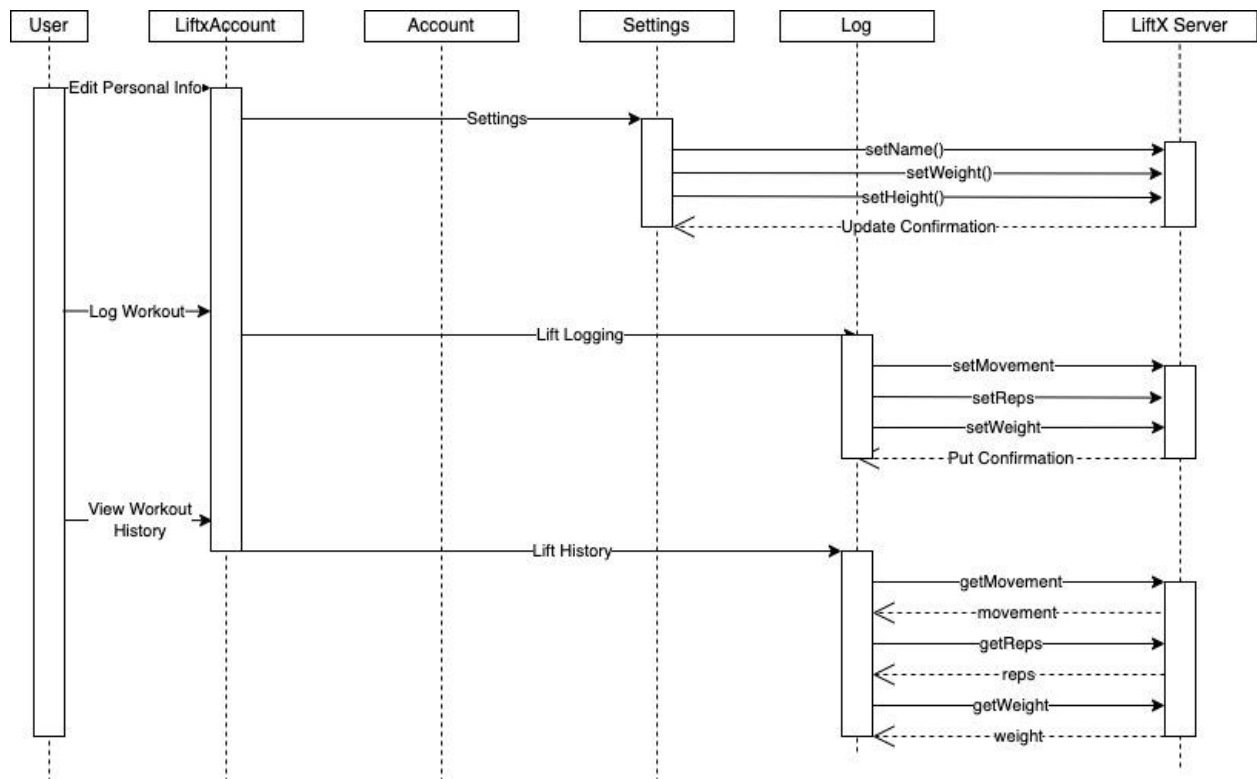 User
LiftxAccount
Account
Settings
Log
LiftX Server
Edit Personal Info
Settings
setName()
setWeight()
setHeight()
Update Confirmation
Log Workout
Lift Logging
setMovement
setReps
setWeight
Put Confirmation
View Workout
History
Lift History
getMovement
movement
getReps
reps
getWeight
weight